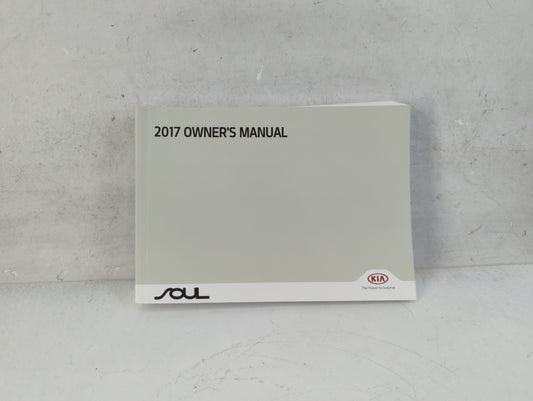 2017 OWNER'S MANUAL
KIA
The Power to Surprise
SOUL